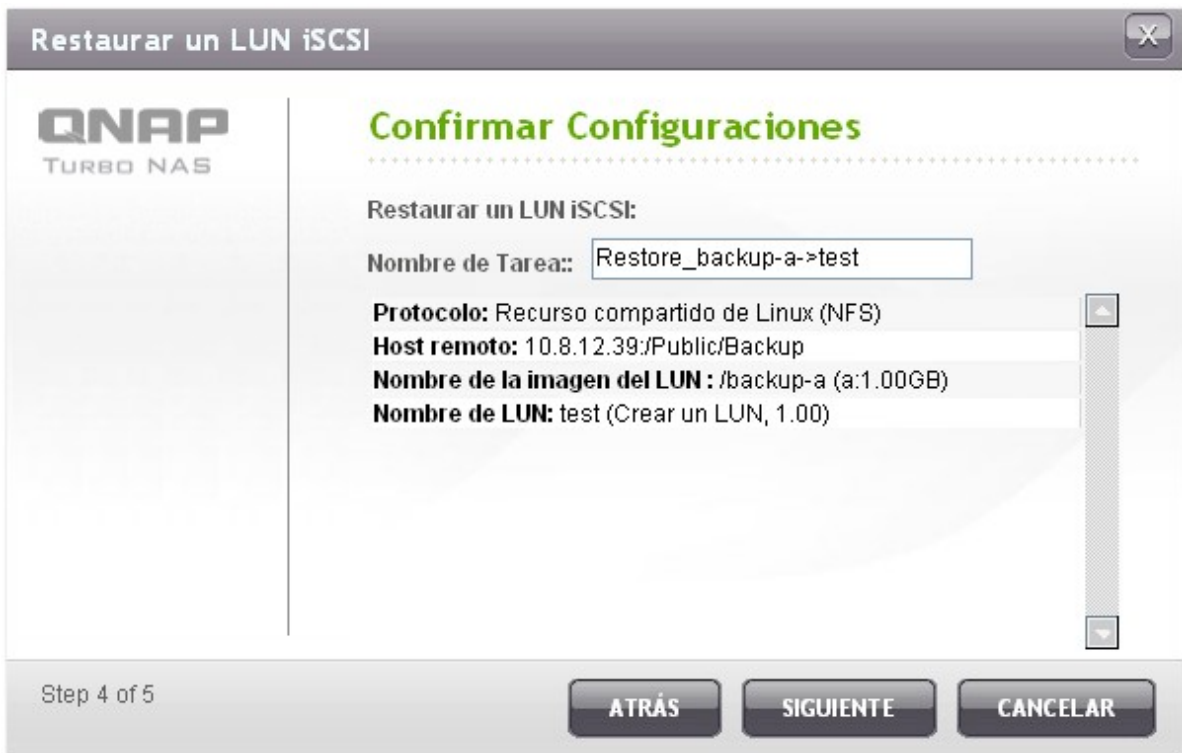 Restaurar un LUN iSCSI
X
QNAP
TURBO NAS
Confirmar Configuraciones
Restaurar un LUN iSCSI:
Nombre de Tarea:: Restore_backup-a->test
Protocolo: Recurso compartido de Linux (NFS)
Host remoto: 10.8.12.39:/Public/Backup
Nombre de la imagen del LUN : /backup-a (a:1.00GB)
Nombre de LUN: test (Crear un LUN, 1.00)
Step 4 of 5
ATRÁS SIGUIENTE CANCELAR